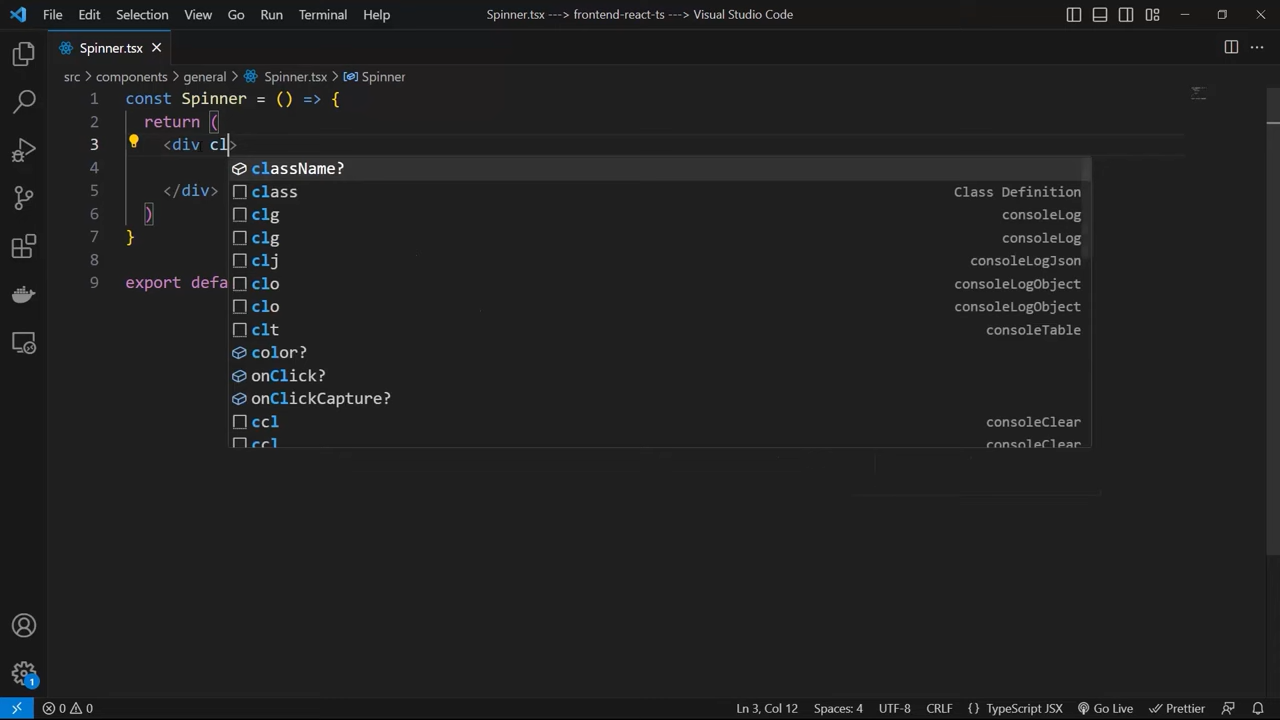 File Edit Selection View Go Run Terminal Help Spinner.tsx ---> frontend-react-ts ---> Visual Studio Code
Spinner.tsx
src > components > general > Spinner.tsx > Spinner
1 const Spinner = () => {
2 return (
3 <div cl>
className?
4
class Class Definition
5 </div>
clg consoleLog
6 )
clg consoleLog
7 }
clj consoleLogJson
8
clo consoleLogObject
9 export defa
clo consoleLogObject
clt consoleTable
color?
onClick?
onClickCapture?
ccl consoleClear
ccl consoleClear
1
0 0 Ln 3, Col 12 Spaces: 4 UTF-8 CRLF {} TypeScript JSX Go Live Prettier